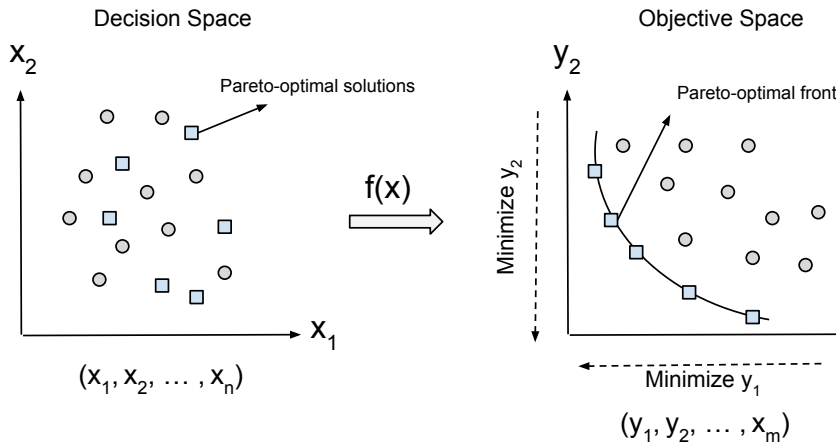 Decision Space
x₂
Pareto-optimal solutions
x₁
(x₁, x₂, … , xₙ)
f(x)
Objective Space
y₂
Pareto-optimal front
Minimize y₂
Minimize y₁
(y₁, y₂, … , xₘ)